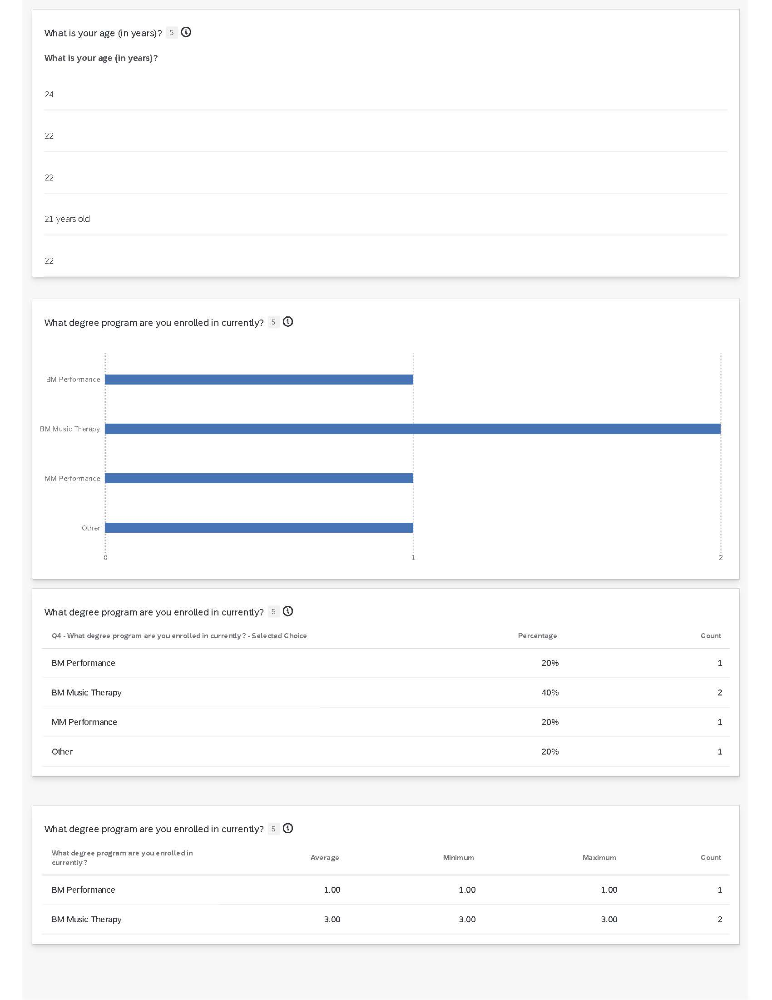 What is your age (in years)? 5
What is your age (in years)?
24
22
22
21 years old
22
What degree program are you enrolled in currently? 5
BM Performance
BM Music Therapy
MM Performance
Other
0 1 2
What degree program are you enrolled in currently? 5
Q4 - What degree program are you enrolled in currently? - Selected Choice Percentage Count
BM Performance 20% 1
BM Music Therapy 40% 2
MM Performance 20% 1
Other 20% 1
What degree program are you enrolled in currently? 5
What degree program are you enrolled in
currently? Average Minimum Maximum Count
BM Performance 1.00 1.00 1.00 1
BM Music Therapy 3.00 3.00 3.00 2